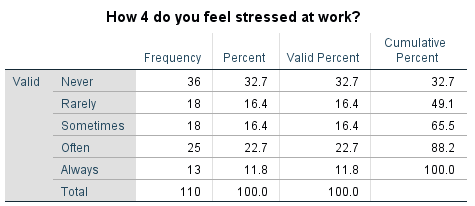 How 4 do you feel stressed at work?
Frequency Percent Valid Percent Cumulative Percent
Valid Never 36 32.7 32.7 32.7
Rarely 18 16.4 16.4 49.1
Sometimes 18 16.4 16.4 65.5
Often 25 22.7 22.7 88.2
Always 13 11.8 11.8 100.0
Total 110 100.0 100.0